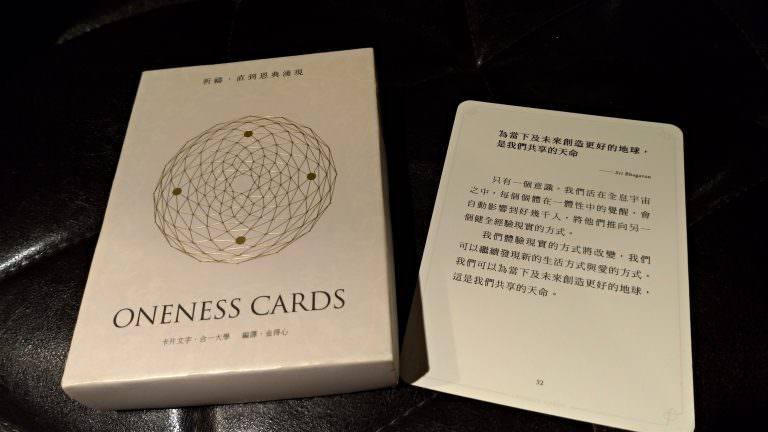 祈禱，直到恩典湧現
ONENESS CARDS
卡片文字・合一大學 編譯・金得心
為當下及未來創造更好的地球，
是我們共享的天命
—— Sri Bhagavan
只有一個意識。我們活在全息宇宙
之中，每個個體在一體性中的覺醒，會
自動影響到好幾千人，將他們推向另一
個健全經驗現實的方式。
我們體驗現實的方式將改變，我們
可以繼續發現新的生活方式與愛的方式。
我們可以為當下及未來創造更好的地球，
這是我們共享的天命。
52